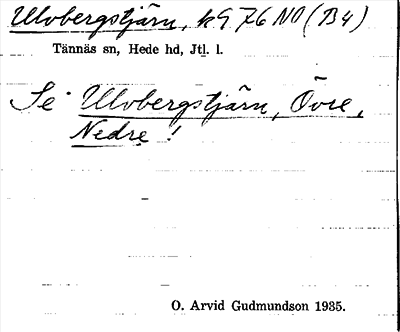 Ulvbergstjärn, k9 76 NO (B4)
Tännäs sn, Hede hd, Jtl. l.
Se Ulvbergstjärn, Övre,
Nedre !
O. Arvid Gudmundson 1935.